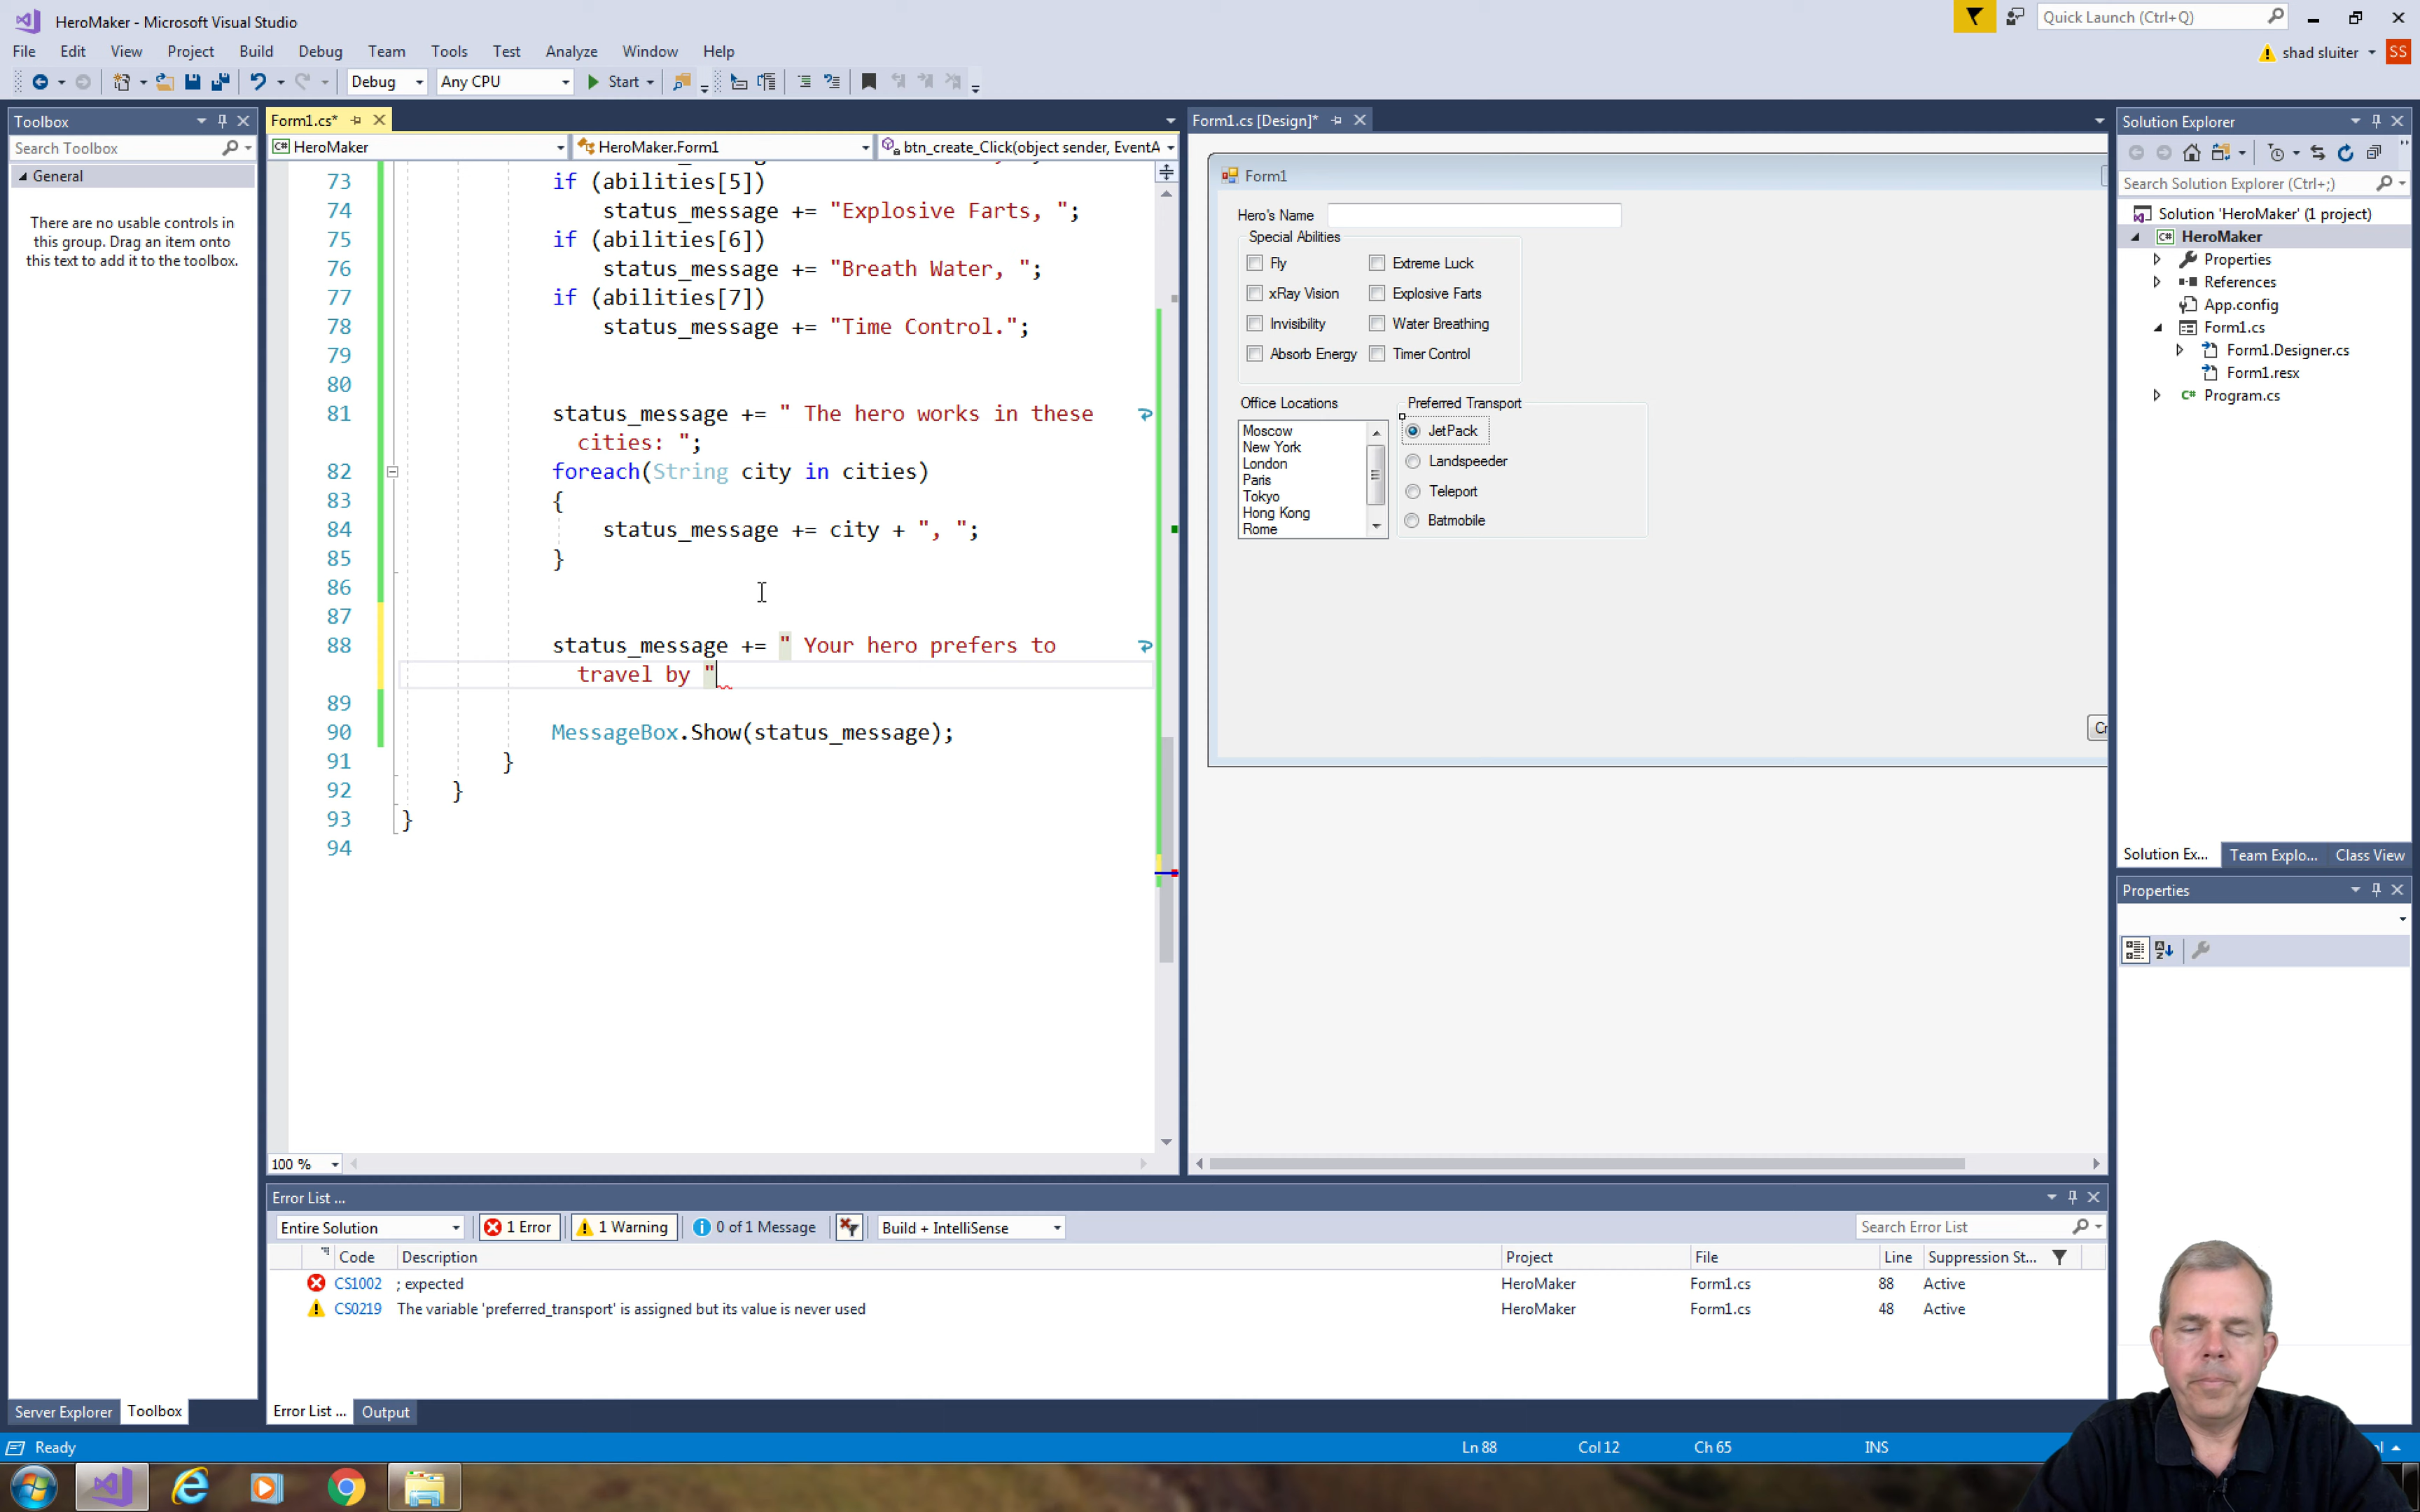 HeroMaker - Microsoft Visual Studio
Quick Launch (Ctrl+Q)
File Edit View Project Build Debug Team Tools Test Analyze Window Help
shad sluiter SS
Debug Any CPU Start
Toolbox
Search Toolbox
General
There are no usable controls in
this group. Drag an item onto
this text to add it to the toolbox.
Form1.cs*
HeroMaker HeroMaker.Form1 btn_create_Click(object sender, EventA
73 if (abilities[5])
74 status_message += "Explosive Farts, ";
75 if (abilities[6])
76 status_message += "Breath Water, ";
77 if (abilities[7])
78 status_message += "Time Control.";
79
80
81 status_message += " The hero works in these
cities: ";
82 foreach(String city in cities)
83 {
84 status_message += city + ", ";
85 }
86
87
88 status_message += " Your hero prefers to
travel by "
89
90 MessageBox.Show(status_message);
91 }
92 }
93 }
94
100 %
Form1.cs [Design]*
Form1
Hero's Name
Special Abilities
Fly Extreme Luck
xRay Vision Explosive Farts
Invisibility Water Breathing
Absorb Energy Timer Control
Office Locations
Moscow
New York
London
Paris
Tokyo
Hong Kong
Rome
Preferred Transport
JetPack
Landspeeder
Teleport
Batmobile
Cr
Solution Explorer
Search Solution Explorer (Ctrl+;)
Solution 'HeroMaker' (1 project)
C# HeroMaker
Properties
References
App.config
Form1.cs
Form1.Designer.cs
Form1.resx
C# Program.cs
Solution Ex... Team Explo... Class View
Properties
Error List ...
Entire Solution 1 Error 1 Warning 0 of 1 Message Build + IntelliSense Search Error List
Code Description Project File Line Suppression St...
CS1002 ; expected HeroMaker Form1.cs 88 Active
CS0219 The variable 'preferred_transport' is assigned but its value is never used HeroMaker Form1.cs 48 Active
Server Explorer Toolbox Error List ... Output
Ready Ln 88 Col 12 Ch 65 INS